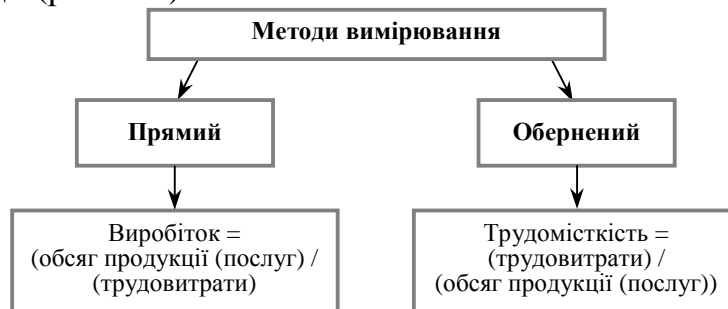 Методи вимірювання
Прямий
Обернений
Виробіток =
(обсяг продукції (послуг) /
(трудовитрати)
Трудомісткість =
(трудовитрати) /
(обсяг продукції (послуг))